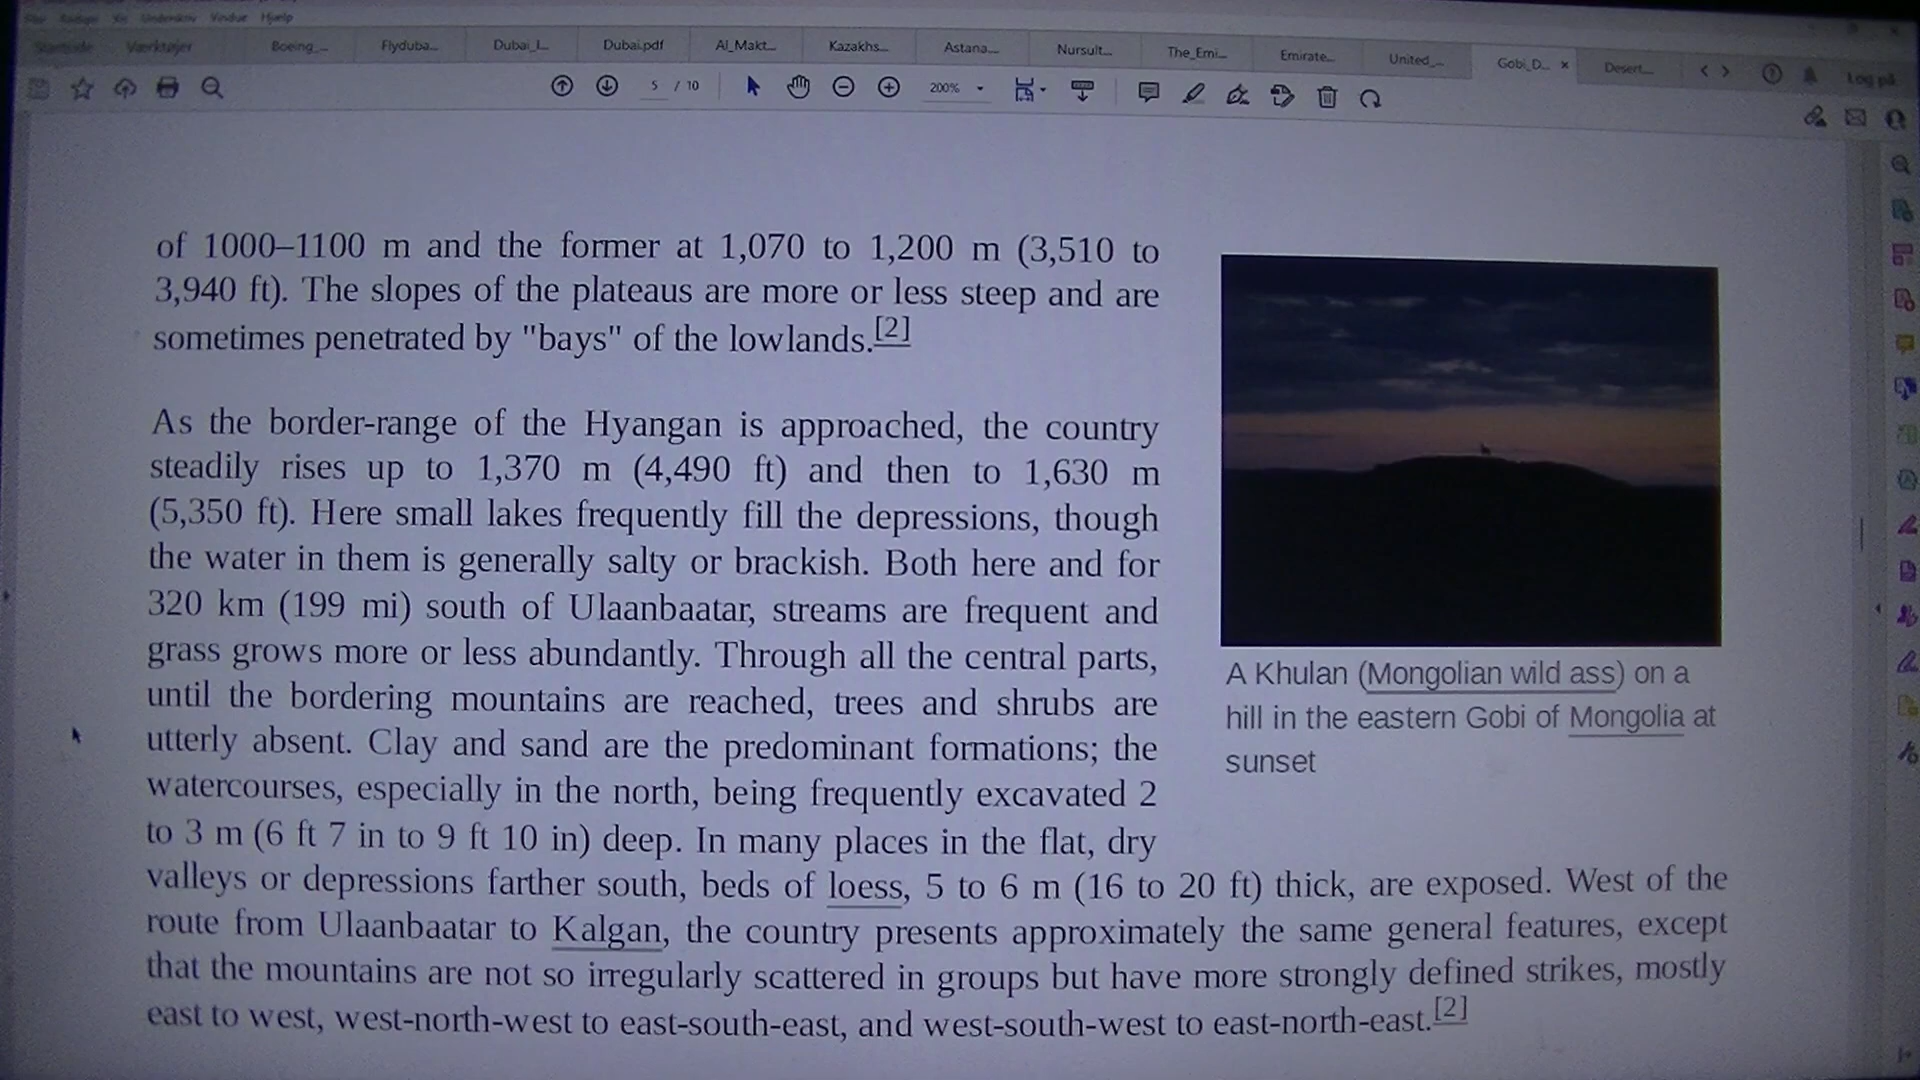 Hjælp
Værktøjer
Boeing_...
Flyduba...
Dubai_I...
Dubai.pdf
Al_Makt...
Kazakhs...
Astana...
Nursult...
The_Emi...
Emirate...
United_...
Gobi_D...
Desert...
Log på
5 / 10
200%
of 1000–1100 m and the former at 1,070 to 1,200 m (3,510 to
3,940 ft). The slopes of the plateaus are more or less steep and are
sometimes penetrated by "bays" of the lowlands.[2]
As the border-range of the Hyangan is approached, the country
steadily rises up to 1,370 m (4,490 ft) and then to 1,630 m
(5,350 ft). Here small lakes frequently fill the depressions, though
the water in them is generally salty or brackish. Both here and for
320 km (199 mi) south of Ulaanbaatar, streams are frequent and
grass grows more or less abundantly. Through all the central parts,
until the bordering mountains are reached, trees and shrubs are
utterly absent. Clay and sand are the predominant formations; the
watercourses, especially in the north, being frequently excavated 2
to 3 m (6 ft 7 in to 9 ft 10 in) deep. In many places in the flat, dry
valleys or depressions farther south, beds of loess, 5 to 6 m (16 to 20 ft) thick, are exposed. West of the
route from Ulaanbaatar to Kalgan, the country presents approximately the same general features, except
that the mountains are not so irregularly scattered in groups but have more strongly defined strikes, mostly
east to west, west-north-west to east-south-east, and west-south-west to east-north-east.[2]
A Khulan (Mongolian wild ass) on a
hill in the eastern Gobi of Mongolia at
sunset